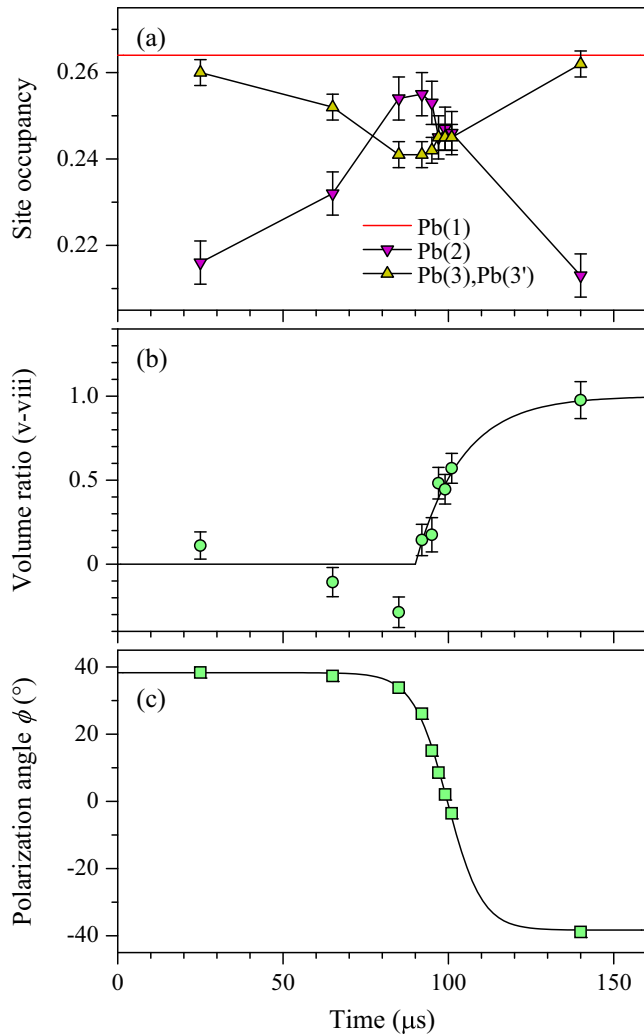 (a)
0.26
0.24
0.22
Site occupancy
Pb(1)
Pb(2)
Pb(3),Pb(3')
(b)
1.0
0.5
0
Volume ratio (v-viii)
(c)
40
20
0
-20
-40
Polarization angle ϕ (°)
0 50 100 150
Time (μs)